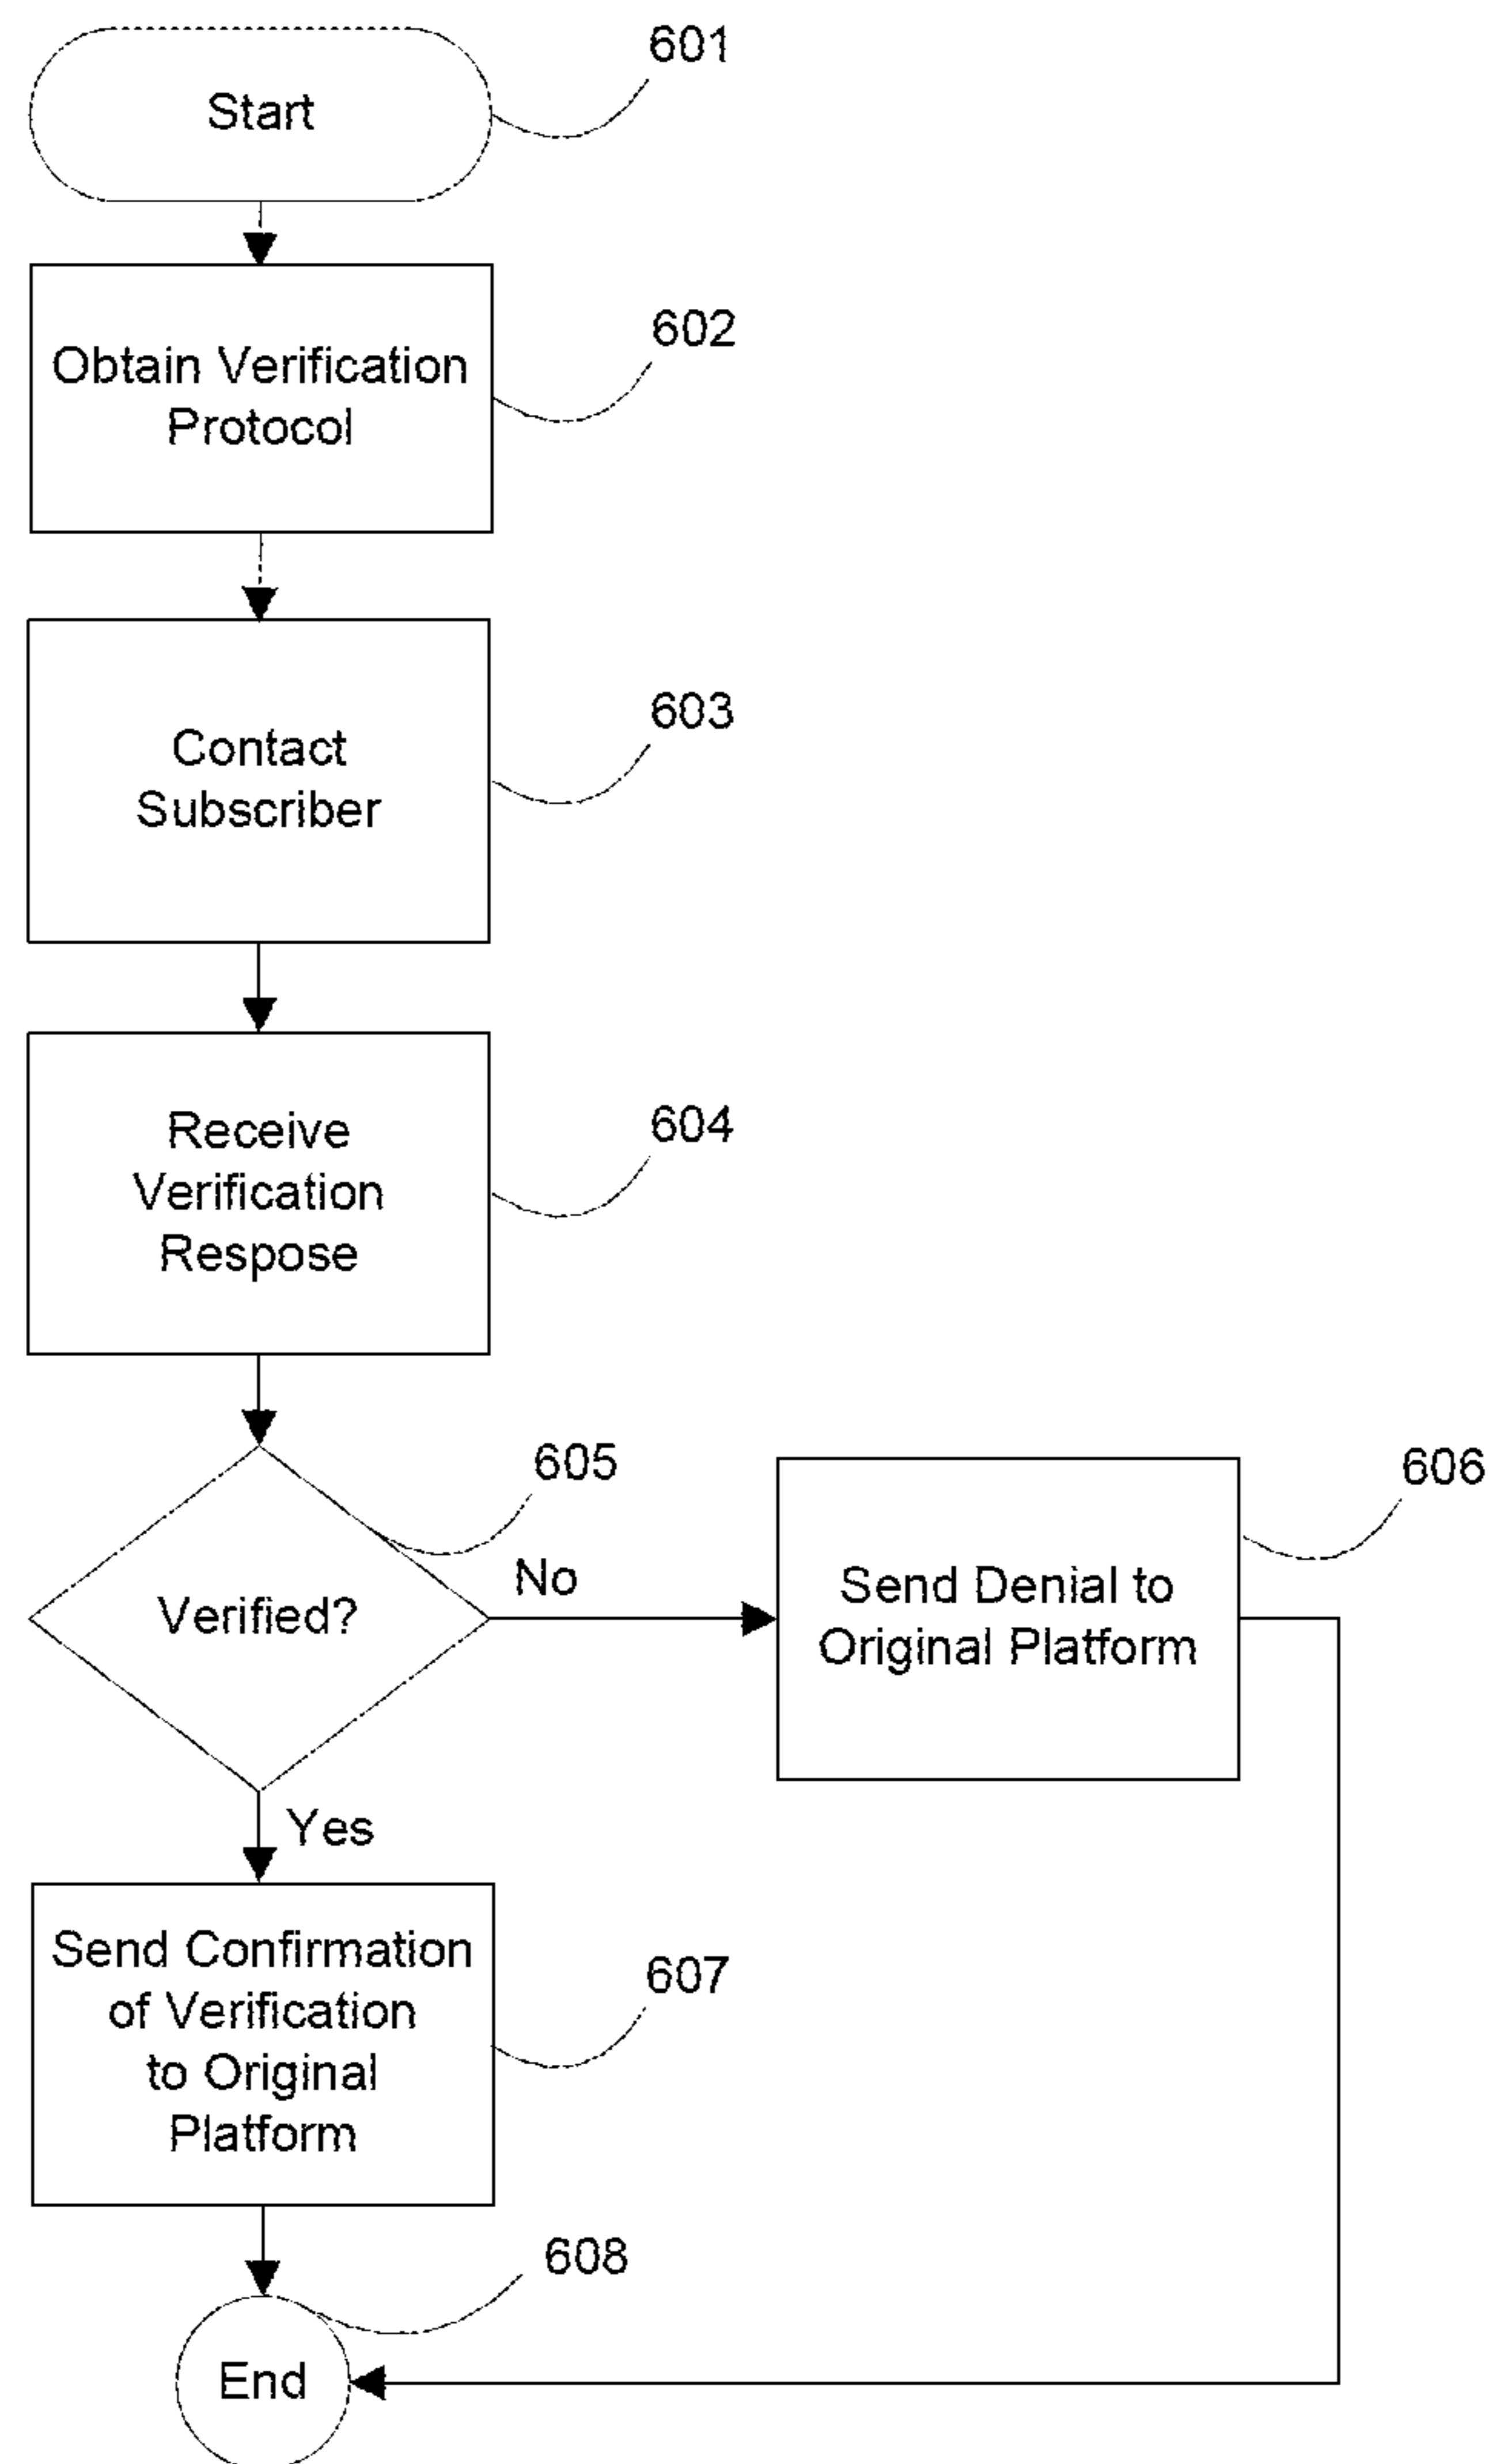 601
Start
602
Obtain Verification
Protocol
603
Contact
Subscriber
604
Receive
Verification
Respose
605
606
No
Verified?
Send Denial to
Original Platform
Yes
Send Confirmation
of Verification
to Original
Platform
607
608
End